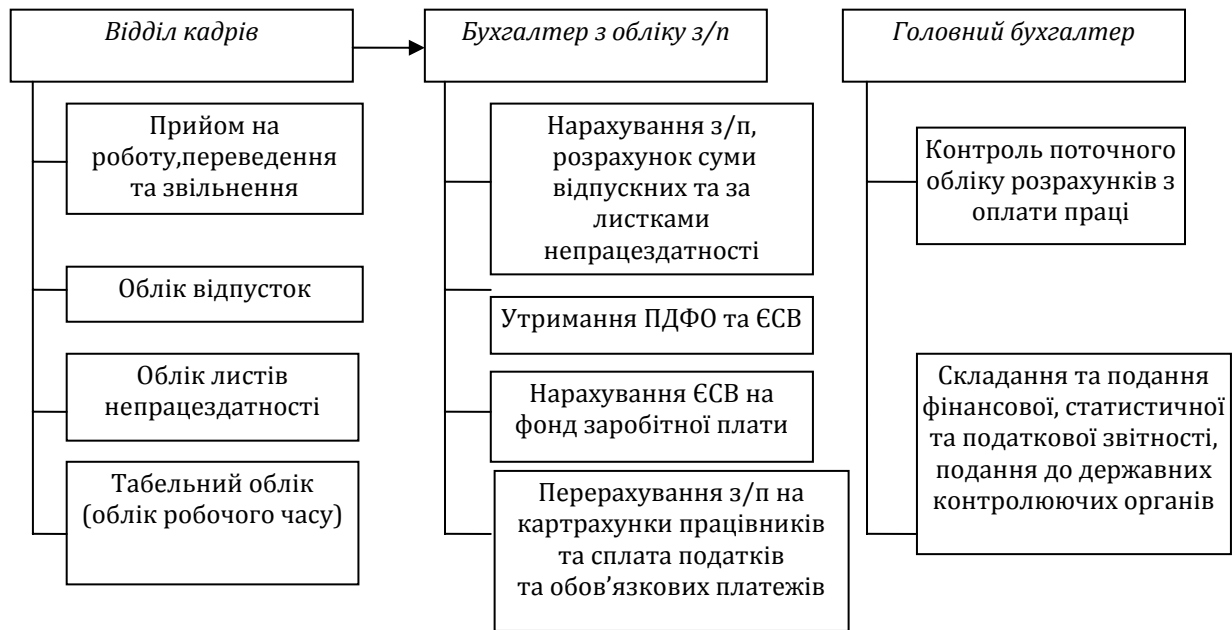 Відділ кадрів
Прийом на
роботу,переведення
та звільнення
Облік відпусток
Облік листів
непрацездатності
Табельний облік
(облік робочого часу)
Бухгалтер з обліку з/п
Нарахування з/п,
розрахунок суми
відпускних та за
листками
непрацездатності
Утримання ПДФО та ЄСВ
Нарахування ЄСВ на
фонд заробітної плати
Перерахування з/п на
картрахунки працівників
та сплата податків
та обов’язкових платежів
Головний бухгалтер
Контроль поточного
обліку розрахунків з
оплати праці
Складання та подання
фінансової, статистичної
та податкової звітності,
подання до державних
контролюючих органів